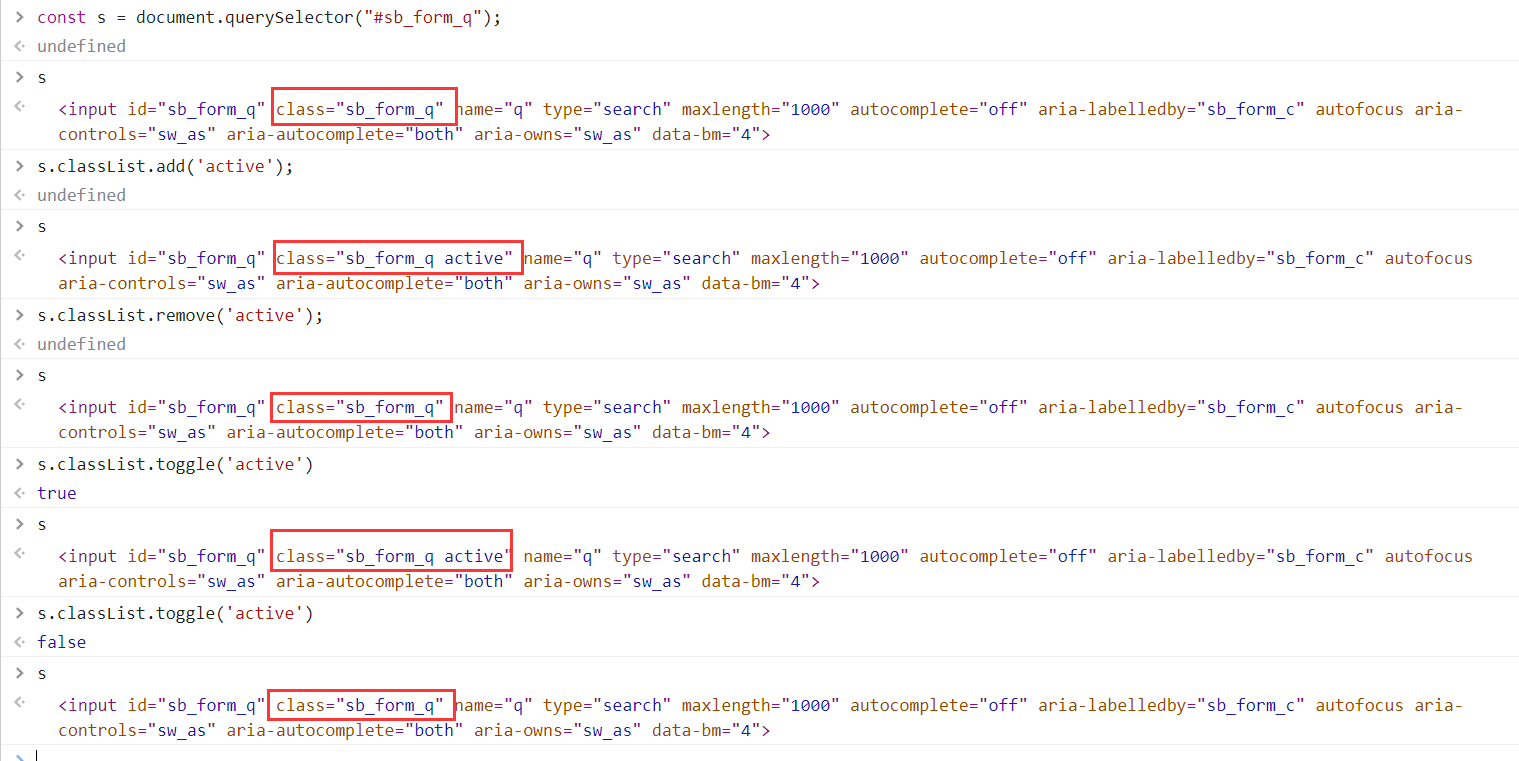 const s = document.querySelector("#sb_form_q");
undefined
s
<input id="sb_form_q" class="sb_form_q" name="q" type="search" maxlength="1000" autocomplete="off" aria-labelledby="sb_form_c" autofocus aria-
controls="sw_as" aria-autocomplete="both" aria-owns="sw_as" data-bm="4">
s.classList.add('active');
undefined
s
<input id="sb_form_q" class="sb_form_q active" name="q" type="search" maxlength="1000" autocomplete="off" aria-labelledby="sb_form_c" autofocus
aria-controls="sw_as" aria-autocomplete="both" aria-owns="sw_as" data-bm="4">
s.classList.remove('active');
undefined
s
<input id="sb_form_q" class="sb_form_q" name="q" type="search" maxlength="1000" autocomplete="off" aria-labelledby="sb_form_c" autofocus aria-
controls="sw_as" aria-autocomplete="both" aria-owns="sw_as" data-bm="4">
s.classList.toggle('active')
true
s
<input id="sb_form_q" class="sb_form_q active" name="q" type="search" maxlength="1000" autocomplete="off" aria-labelledby="sb_form_c" autofocus
aria-controls="sw_as" aria-autocomplete="both" aria-owns="sw_as" data-bm="4">
s.classList.toggle('active')
false
s
<input id="sb_form_q" class="sb_form_q" name="q" type="search" maxlength="1000" autocomplete="off" aria-labelledby="sb_form_c" autofocus aria-
controls="sw_as" aria-autocomplete="both" aria-owns="sw_as" data-bm="4">